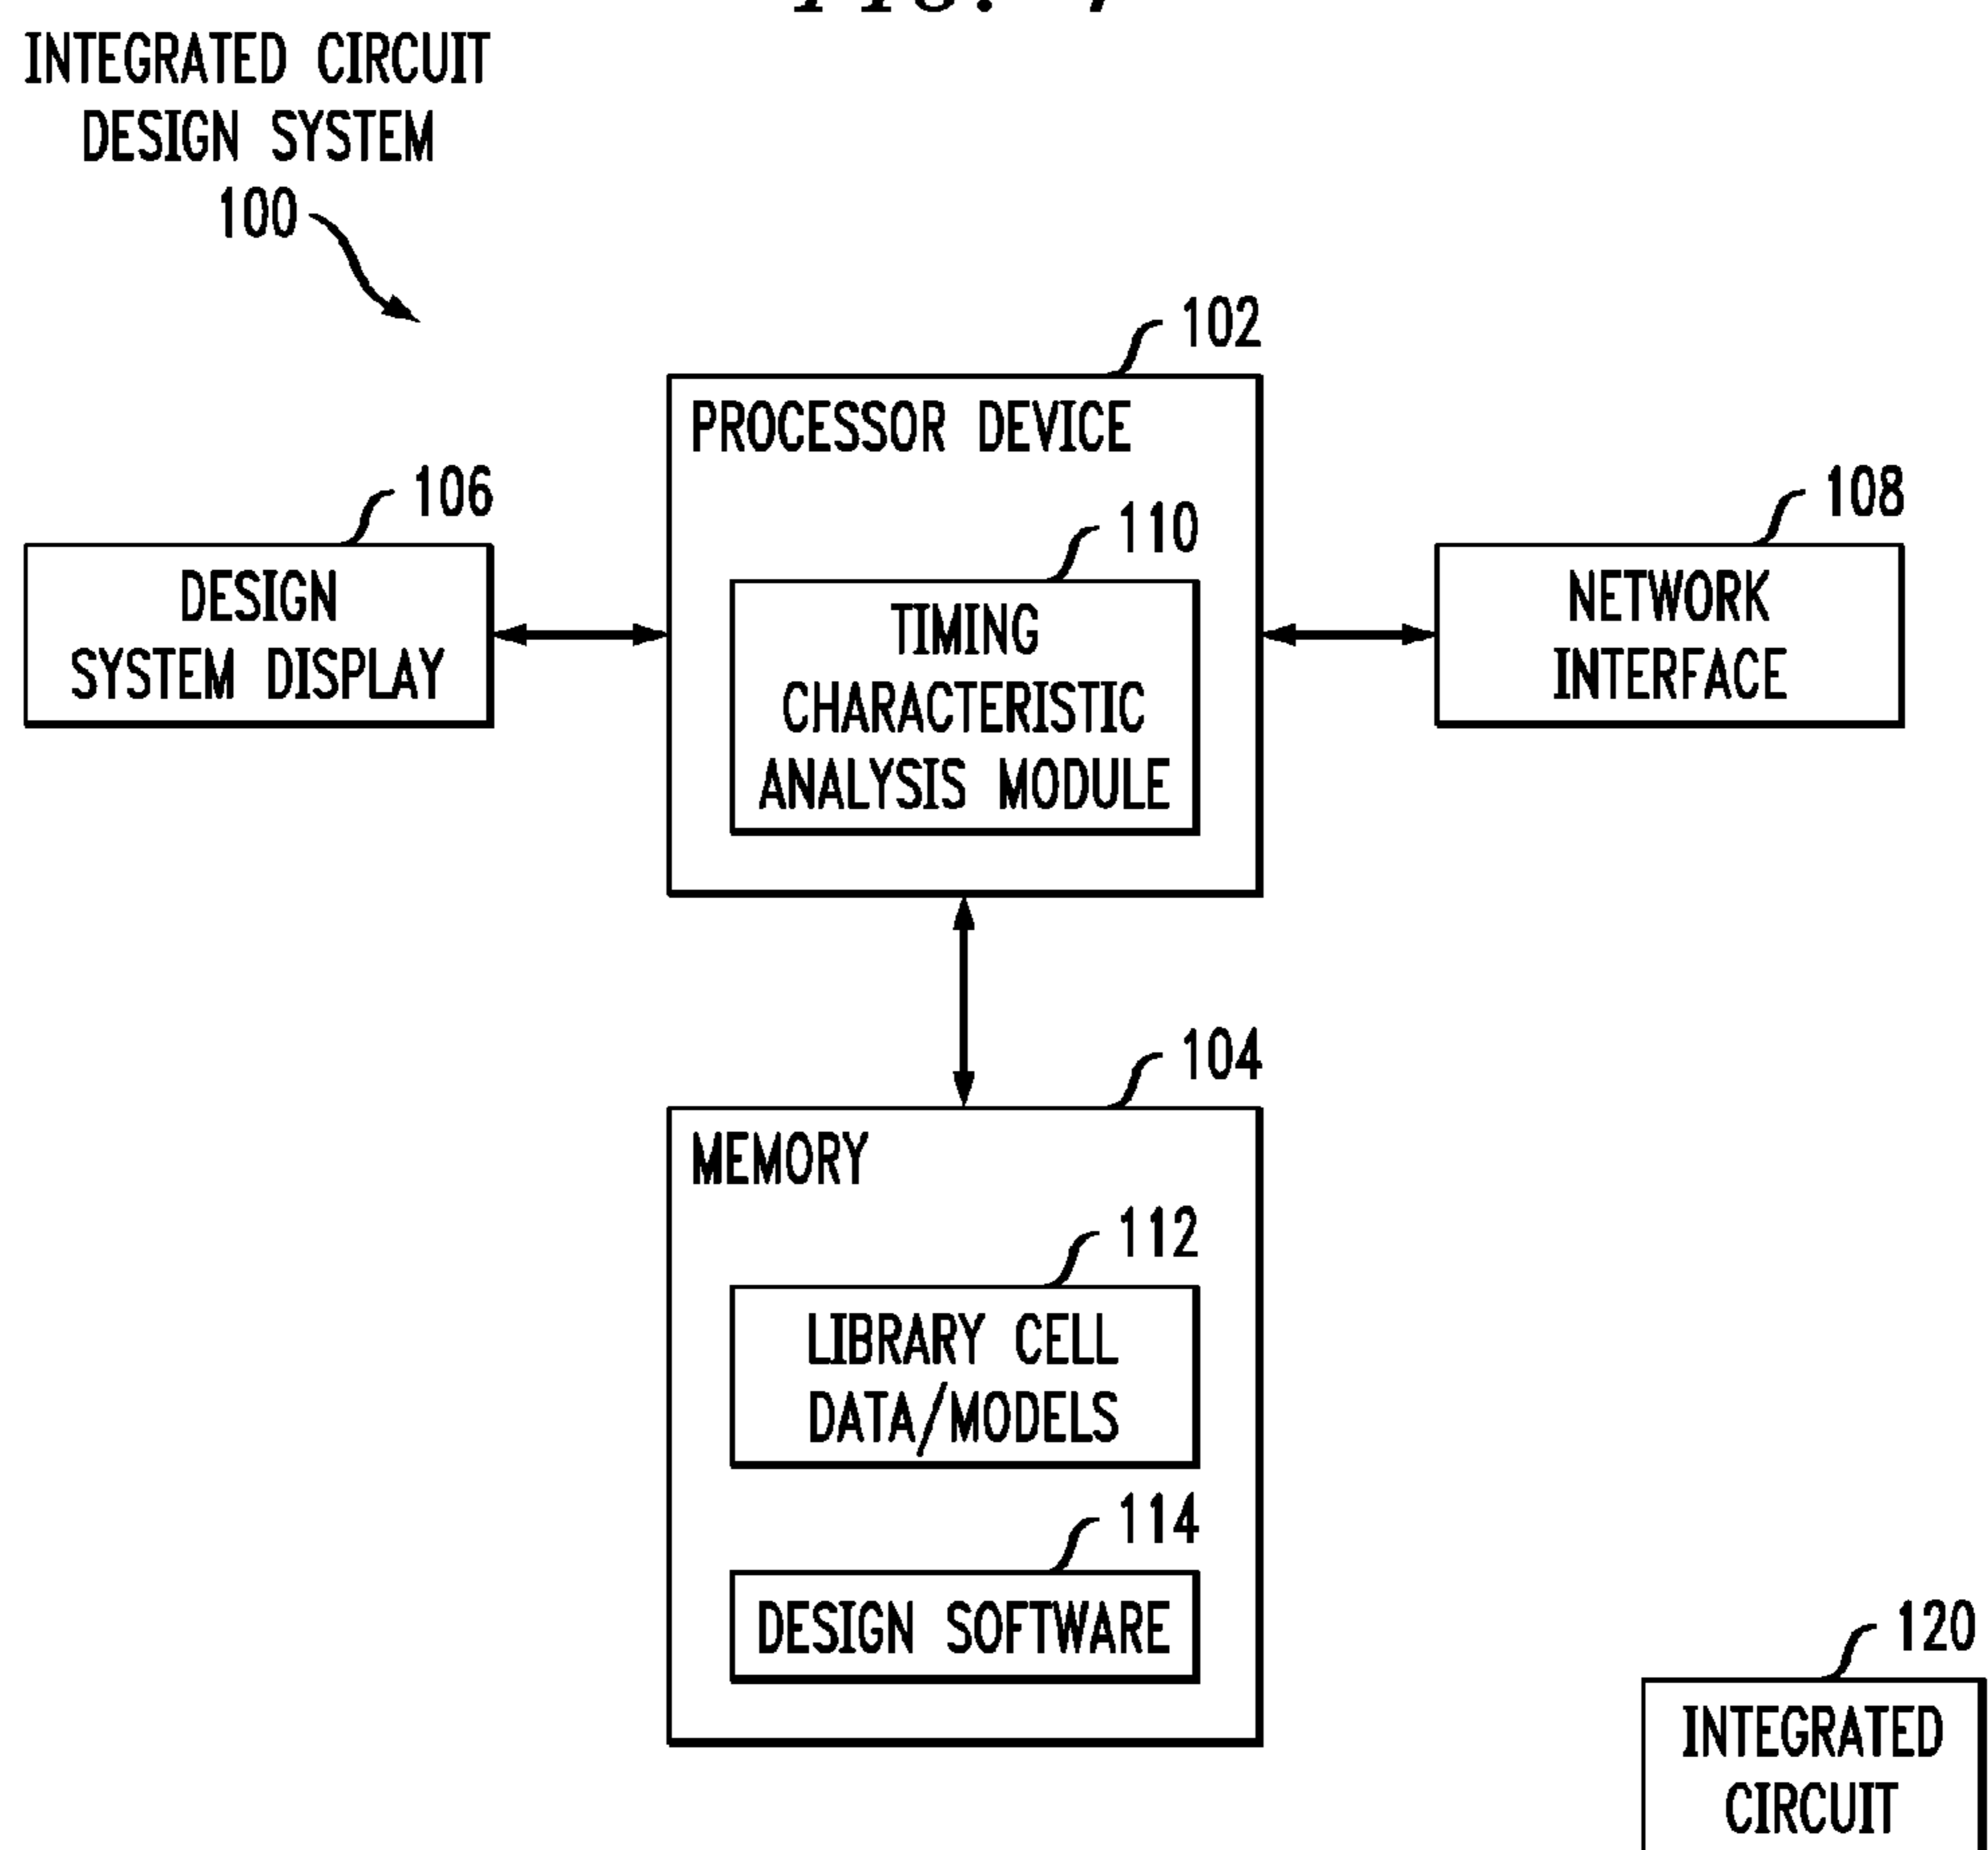 INTEGRATED CIRCUIT
DESIGN SYSTEM
100
102
PROCESSOR DEVICE
106
110
108
DESIGN
SYSTEM DISPLAY
TIMING
CHARACTERISTIC
ANALYSIS MODULE
NETWORK
INTERFACE
104
MEMORY
112
LIBRARY CELL
DATA/MODELS
114
DESIGN SOFTWARE
120
INTEGRATED
CIRCUIT